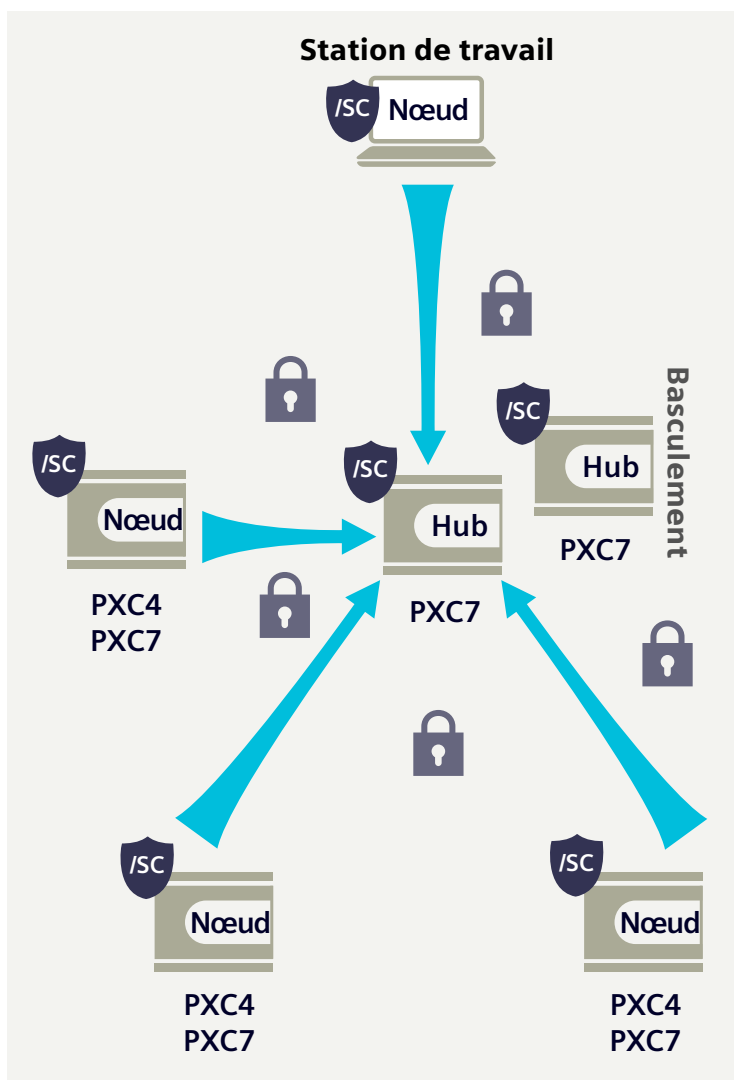 Station de travail
/SC
Nœud
/SC
Hub
PXC7
Basculement
/SC
Hub
PXC7
/SC
Nœud
PXC4
PXC7
/SC
Nœud
PXC4
PXC7
/SC
Nœud
PXC4
PXC7